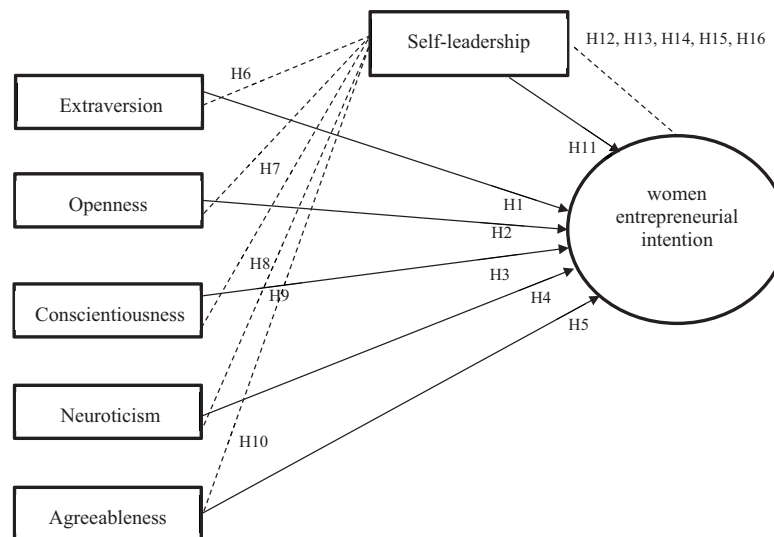 Self-leadership
H12, H13, H14, H15, H16
H6
Extraversion
H11
H7
Openness
H1
women
entrepreneurial
intention
H2
H8
H3
H9
H4
Conscientiousness
H5
Neuroticism
H10
Agreeableness